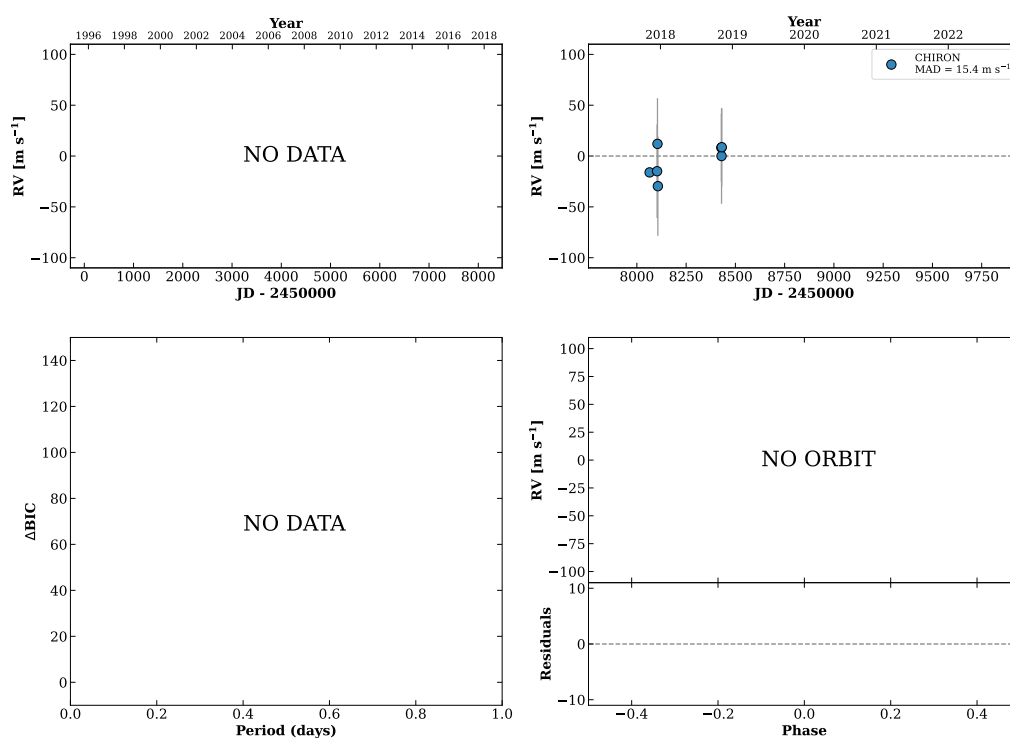 Year
1996 1998 2000 2002 2004 2006 2008 2010 2012 2014 2016 2018
100
50
0
−50
−100
RV [m s⁻¹]
NO DATA
0 1000 2000 3000 4000 5000 6000 7000 8000
JD - 2450000
Year
2018 2019 2020 2021 2022
CHIRON
MAD = 15.4 m s⁻¹
100
50
0
−50
−100
RV [m s⁻¹]
8000 8250 8500 8750 9000 9250 9500 9750
JD - 2450000
140
120
100
80
60
40
20
0
ΔBIC
NO DATA
0.0 0.2 0.4 0.6 0.8 1.0
Period (days)
100
75
50
25
0
−25
−50
−75
−100
RV [m s⁻¹]
NO ORBIT
10
0
−10
Residuals
−0.4 −0.2 0.0 0.2 0.4
Phase